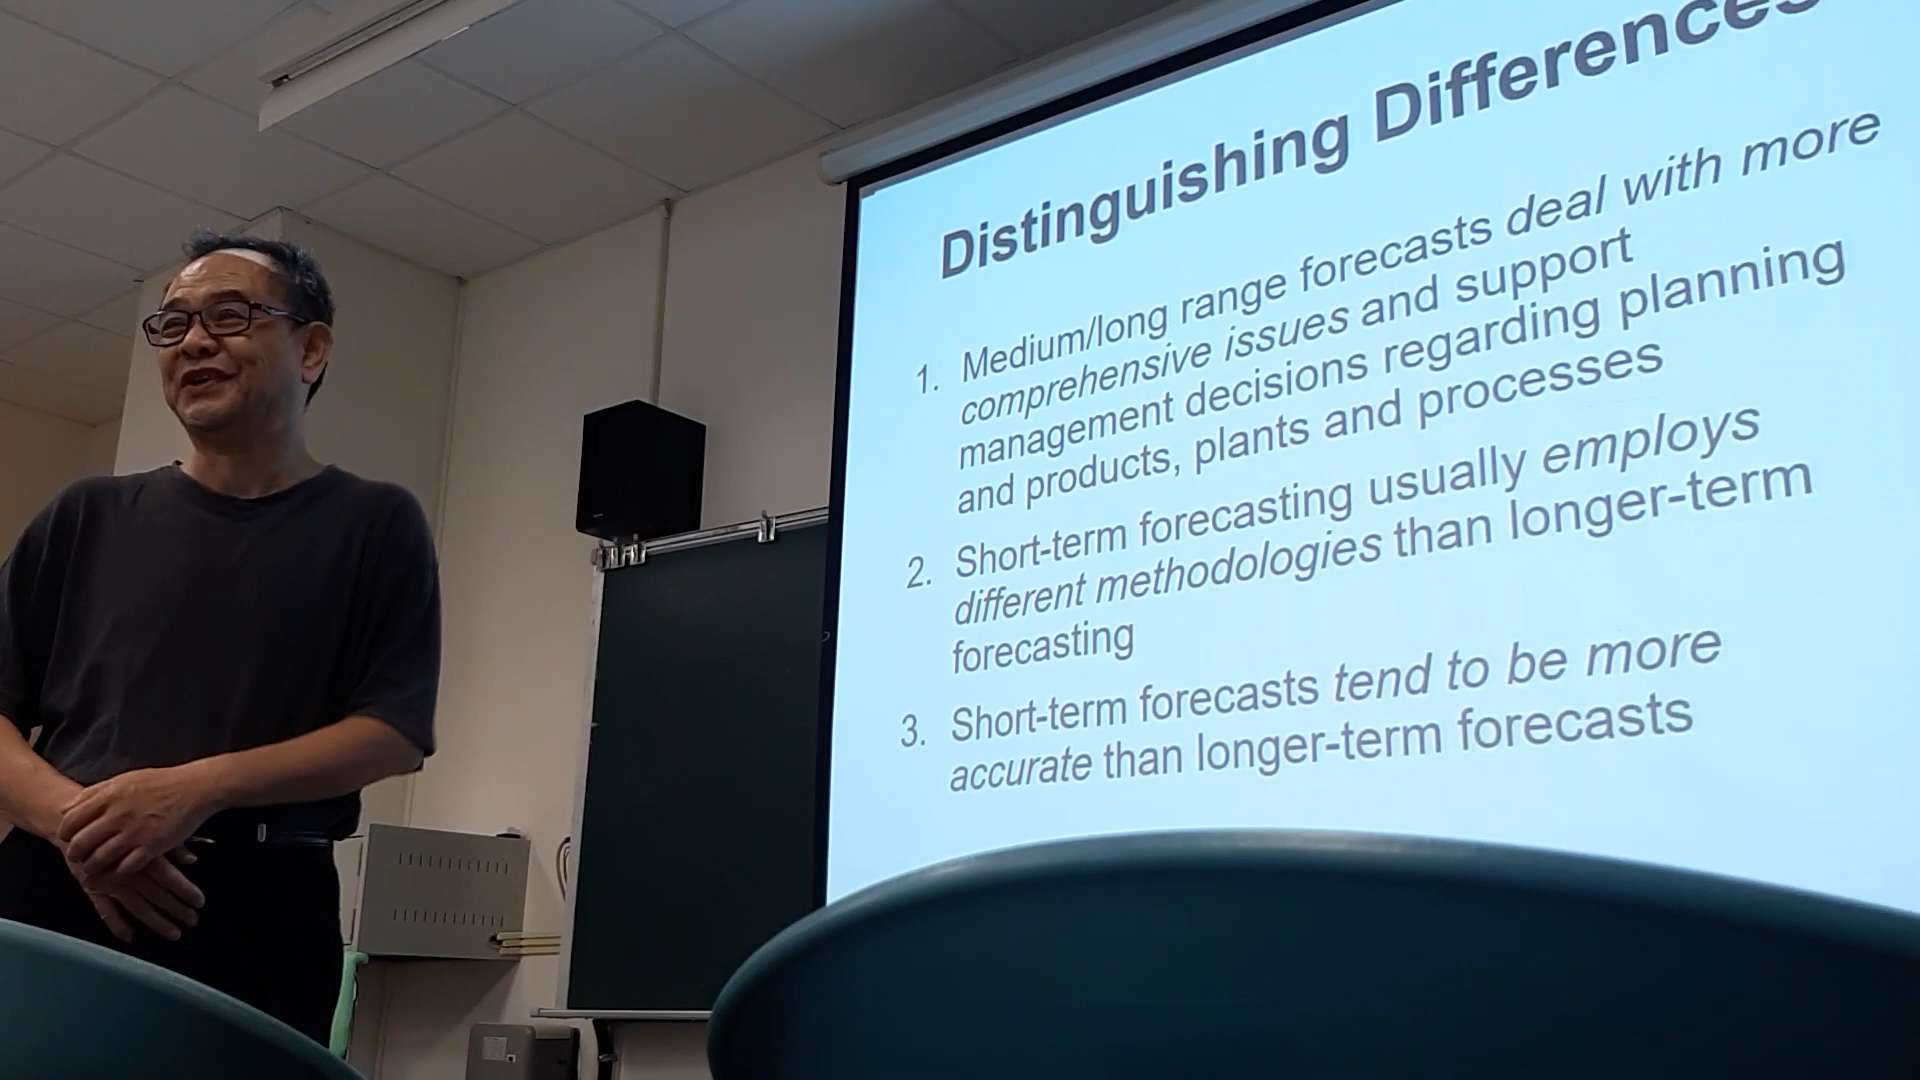 Distinguishing Differences
1. Medium/long range forecasts deal with more
comprehensive issues and support
management decisions regarding planning
and products, plants and processes
2. Short-term forecasting usually employs
different methodologies than longer-term
forecasting
3. Short-term forecasts tend to be more
accurate than longer-term forecasts